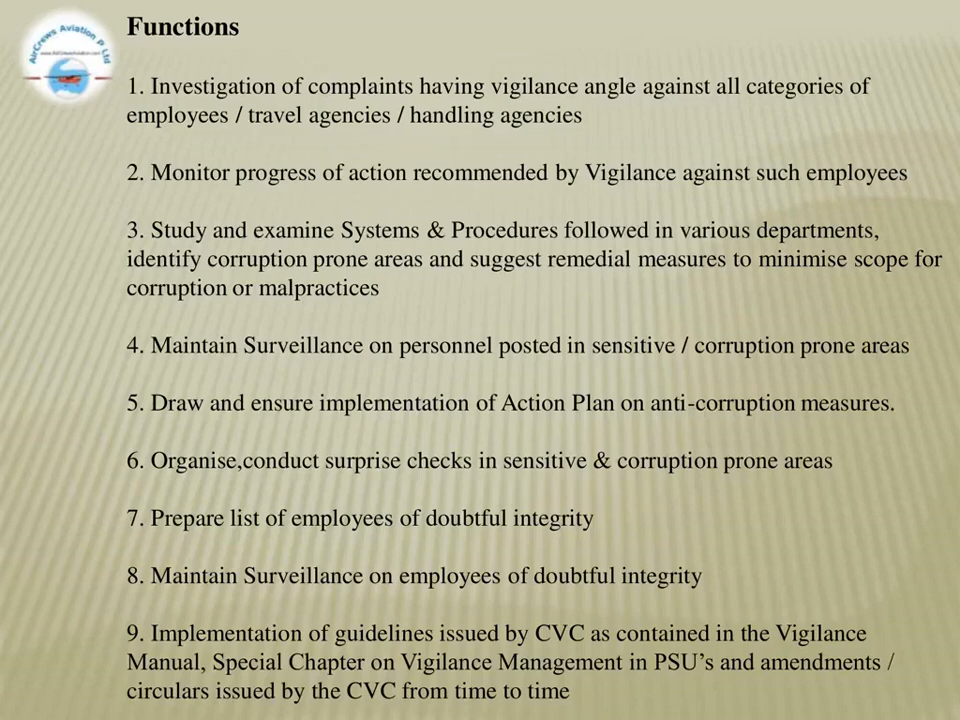 AirCrews Aviation P Ltd
www.AirCrewsAviation.com
Functions
1. Investigation of complaints having vigilance angle against all categories of
employees / travel agencies / handling agencies
2. Monitor progress of action recommended by Vigilance against such employees
3. Study and examine Systems & Procedures followed in various departments,
identify corruption prone areas and suggest remedial measures to minimise scope for
corruption or malpractices
4. Maintain Surveillance on personnel posted in sensitive / corruption prone areas
5. Draw and ensure implementation of Action Plan on anti-corruption measures.
6. Organise,conduct surprise checks in sensitive & corruption prone areas
7. Prepare list of employees of doubtful integrity
8. Maintain Surveillance on employees of doubtful integrity
9. Implementation of guidelines issued by CVC as contained in the Vigilance
Manual, Special Chapter on Vigilance Management in PSU’s and amendments /
circulars issued by the CVC from time to time